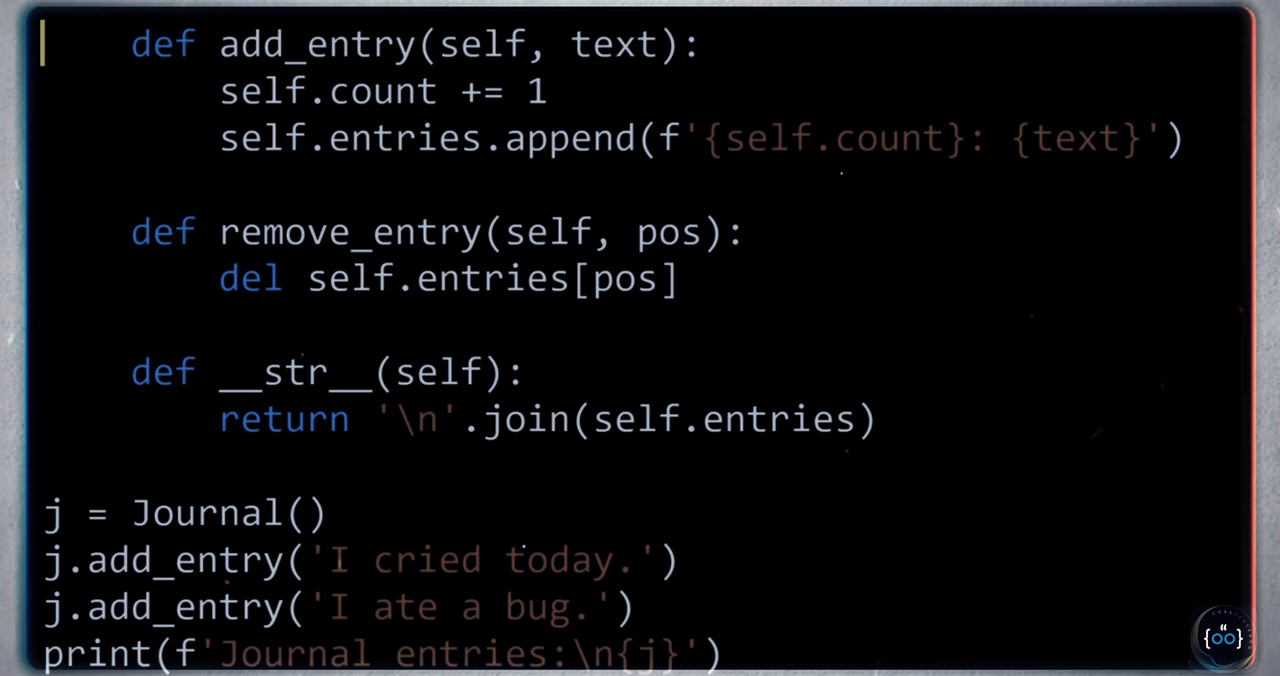 def add_entry(self, text):
self.count += 1
self.entries.append(f'{self.count}: {text}')
def remove_entry(self, pos):
del self.entries[pos]
def __str__(self):
return '\n'.join(self.entries)
j = Journal()
j.add_entry('I cried today.')
j.add_entry('I ate a bug.')
print(f'Journal entries:\n{j}')